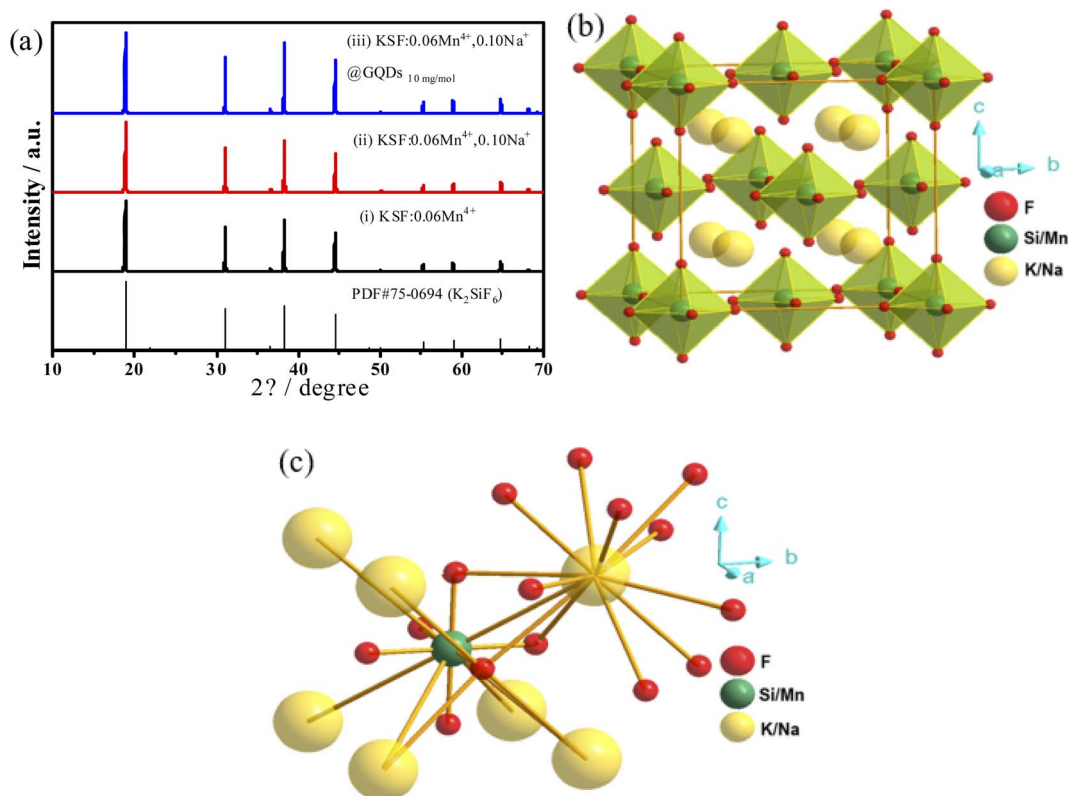 (a)
(iii) KSF:0.06Mn⁴⁺,0.10Na⁺
@GQDs 10 mg/mol
(ii) KSF:0.06Mn⁴⁺,0.10Na⁺
(i) KSF:0.06Mn⁴⁺
PDF#75-0694 (K₂SiF₆)
Intensity / a.u.
10 20 30 40 50 60 70
2? / degree
(b)
c
b
a
F
Si/Mn
K/Na
(c)
c
b
a
F
Si/Mn
K/Na